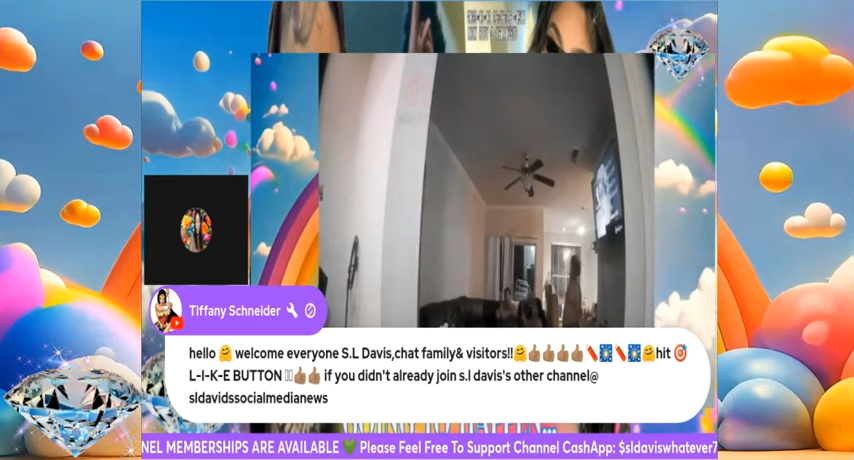 Tiffany Schneider
hello 🤗 welcome everyone S.L Davis,chat family& visitors!!🤗👍🏽👍🏽👍🏽👍🏽🧨🎆🧨🎆🤗hit 🎯
L-I-K-E BUTTON 👍🏽👍🏽 if you didn't already join s.l davis's other channel@
sldavidssocialmedianews
NEL MEMBERSHIPS ARE AVAILABLE 💚 Please Feel Free To Support Channel CashApp: $sldaviswhatever7